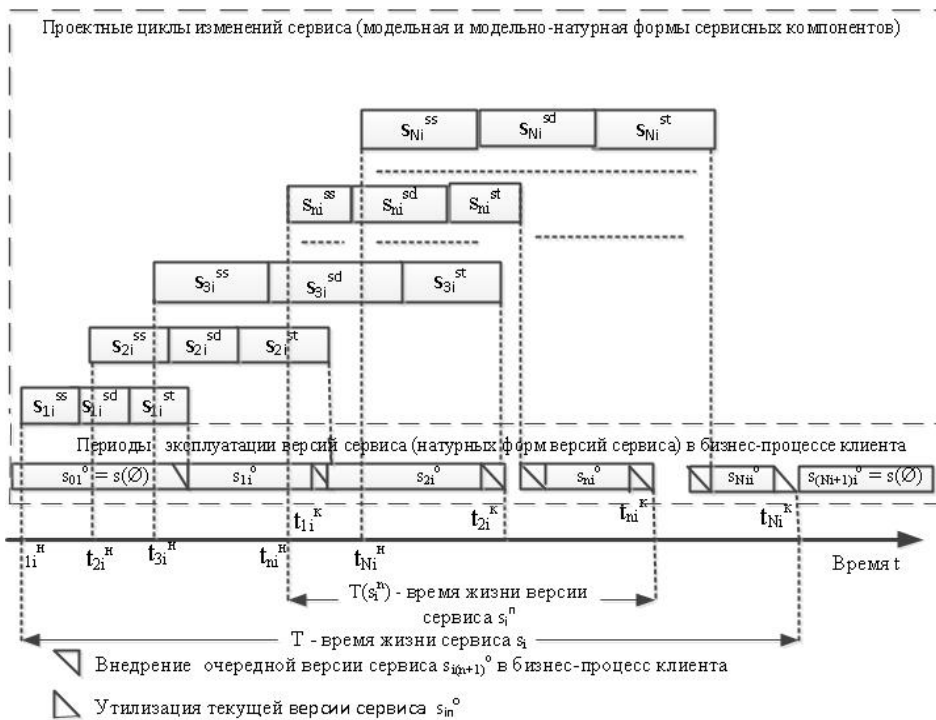 Проектные циклы изменений сервиса (модельная и модельно-натурная формы сервисных компонентов)
s_Ni^ss s_Ni^sd s_Ni^st
s_ni^ss s_ni^sd s_ni^st
s_3i^ss s_3i^sd s_3i^st
s_2i^ss s_2i^sd s_2i^st
s_1i^ss s_1i^sd s_1i^st
Периоды эксплуатации версий сервиса (натурных форм версий сервиса) в бизнес-процессе клиента
s_01^o = s(Ø) s_1i^o s_2i^o s_ni^o s_Nii^o s_(Ni+1)i^o = s(Ø)
t_1i^к t_2i^к t_ni^к t_Ni^к
1i^н t_2i^н t_3i^н t_ni^н t_Ni^н Время t
T(s_i^n) - время жизни версии
сервиса s_i^n
T - время жизни сервиса s_i
Внедрение очередной версии сервиса s_i(n+1)^o в бизнес-процесс клиента
Утилизация текущей версии сервиса s_in^o